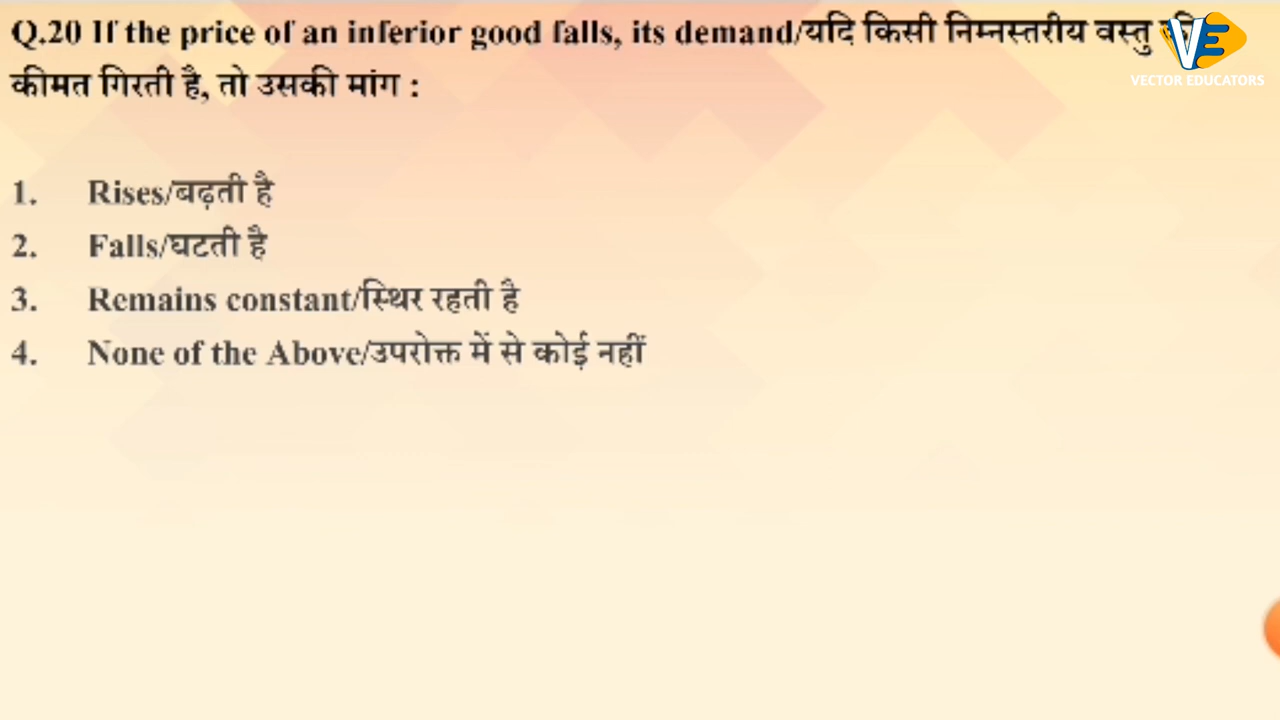 Q.20 If the price of an inferior good falls, its demand/यदि किसी निम्नस्तरीय वस्तु की
कीमत गिरती है, तो उसकी मांग :
VE
VECTOR EDUCATORS
1. Rises/बढ़ती है
2. Falls/घटती है
3. Remains constant/स्थिर रहती है
4. None of the Above/उपरोक्त में से कोई नहीं